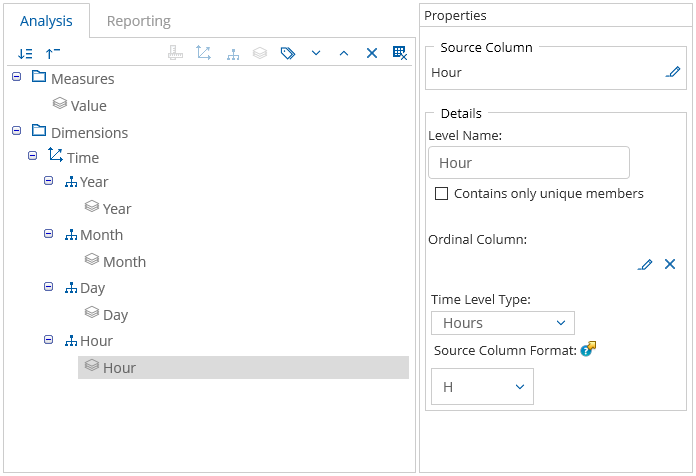 Analysis
Reporting
Measures
Value
Dimensions
Time
Year
Year
Month
Month
Day
Day
Hour
Hour
Properties
Source Column
Hour
Details
Level Name:
Hour
Contains only unique members
Ordinal Column:
Time Level Type:
Hours
Source Column Format:
?
H